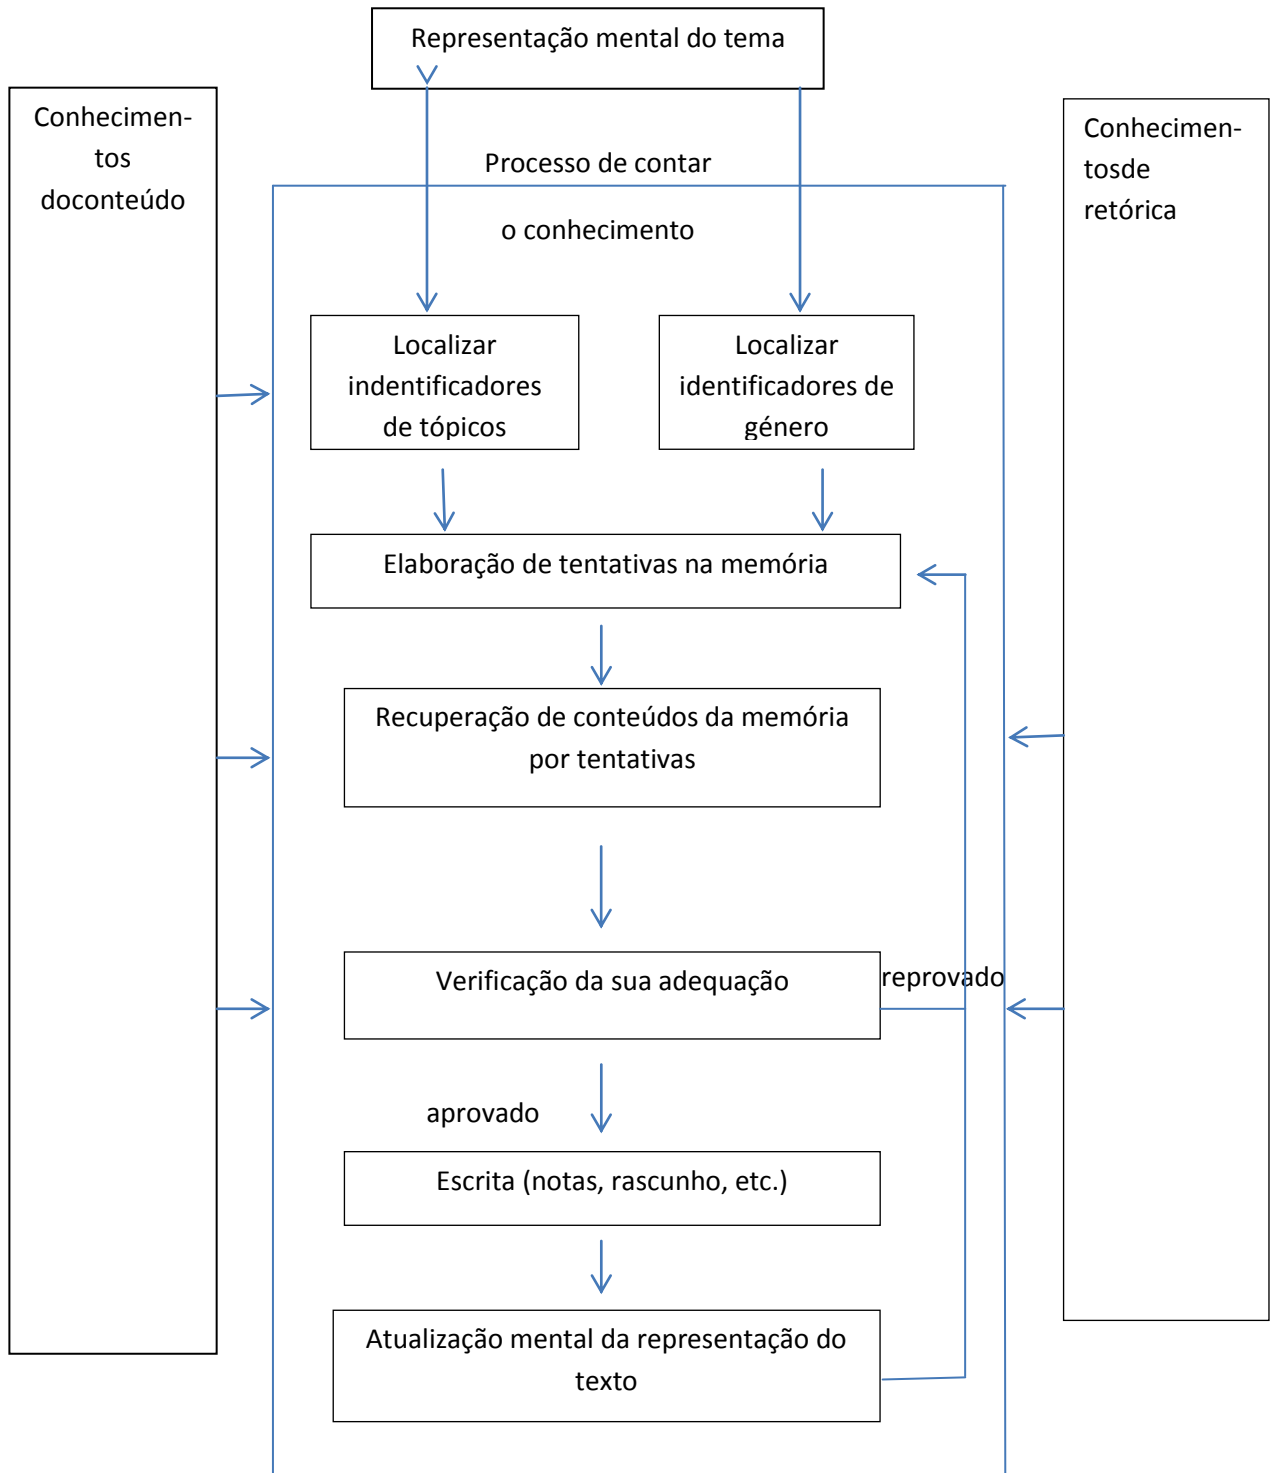 Representação mental do tema
Conhecimen-
tos
doconteúdo
Conhecimen-
tosde
retórica
Processo de contar
o conhecimento
Localizar
indentificadores
de tópicos
Localizar
identificadores de
género
Elaboração de tentativas na memória
Recuperação de conteúdos da memória
por tentativas
Verificação da sua adequação
reprovado
aprovado
Escrita (notas, rascunho, etc.)
Atualização mental da representação do
texto